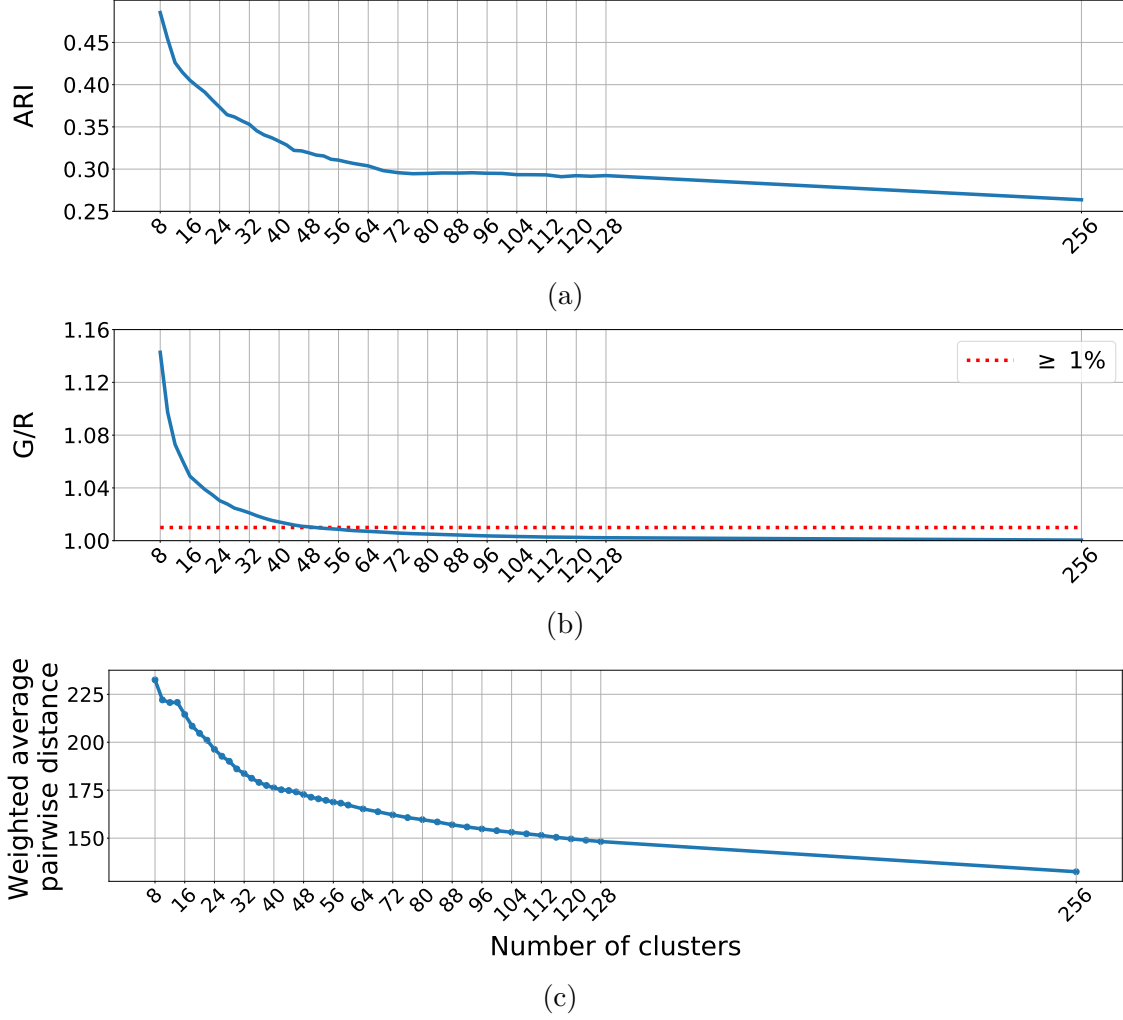 0.45
0.40
0.35
0.30
0.25
ARI
8 16 24 32 40 48 56 64 72 80 88 96 104 112 120 128 256
(a)
1.16
1.12
1.08
1.04
1.00
G/R
≥ 1%
8 16 24 32 40 48 56 64 72 80 88 96 104 112 120 128 256
(b)
225
200
175
150
Weighted average
pairwise distance
8 16 24 32 40 48 56 64 72 80 88 96 104 112 120 128 256
Number of clusters
(c)